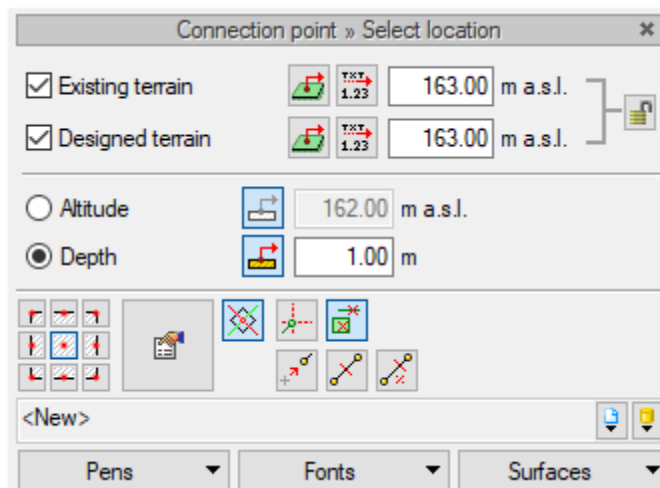 Connection point » Select location
Existing terrain TXT 1.23 163.00 m a.s.l.
Designed terrain TXT 1.23 163.00 m a.s.l.
Altitude 162.00 m a.s.l.
Depth 1.00 m
<New>
Pens Fonts Surfaces